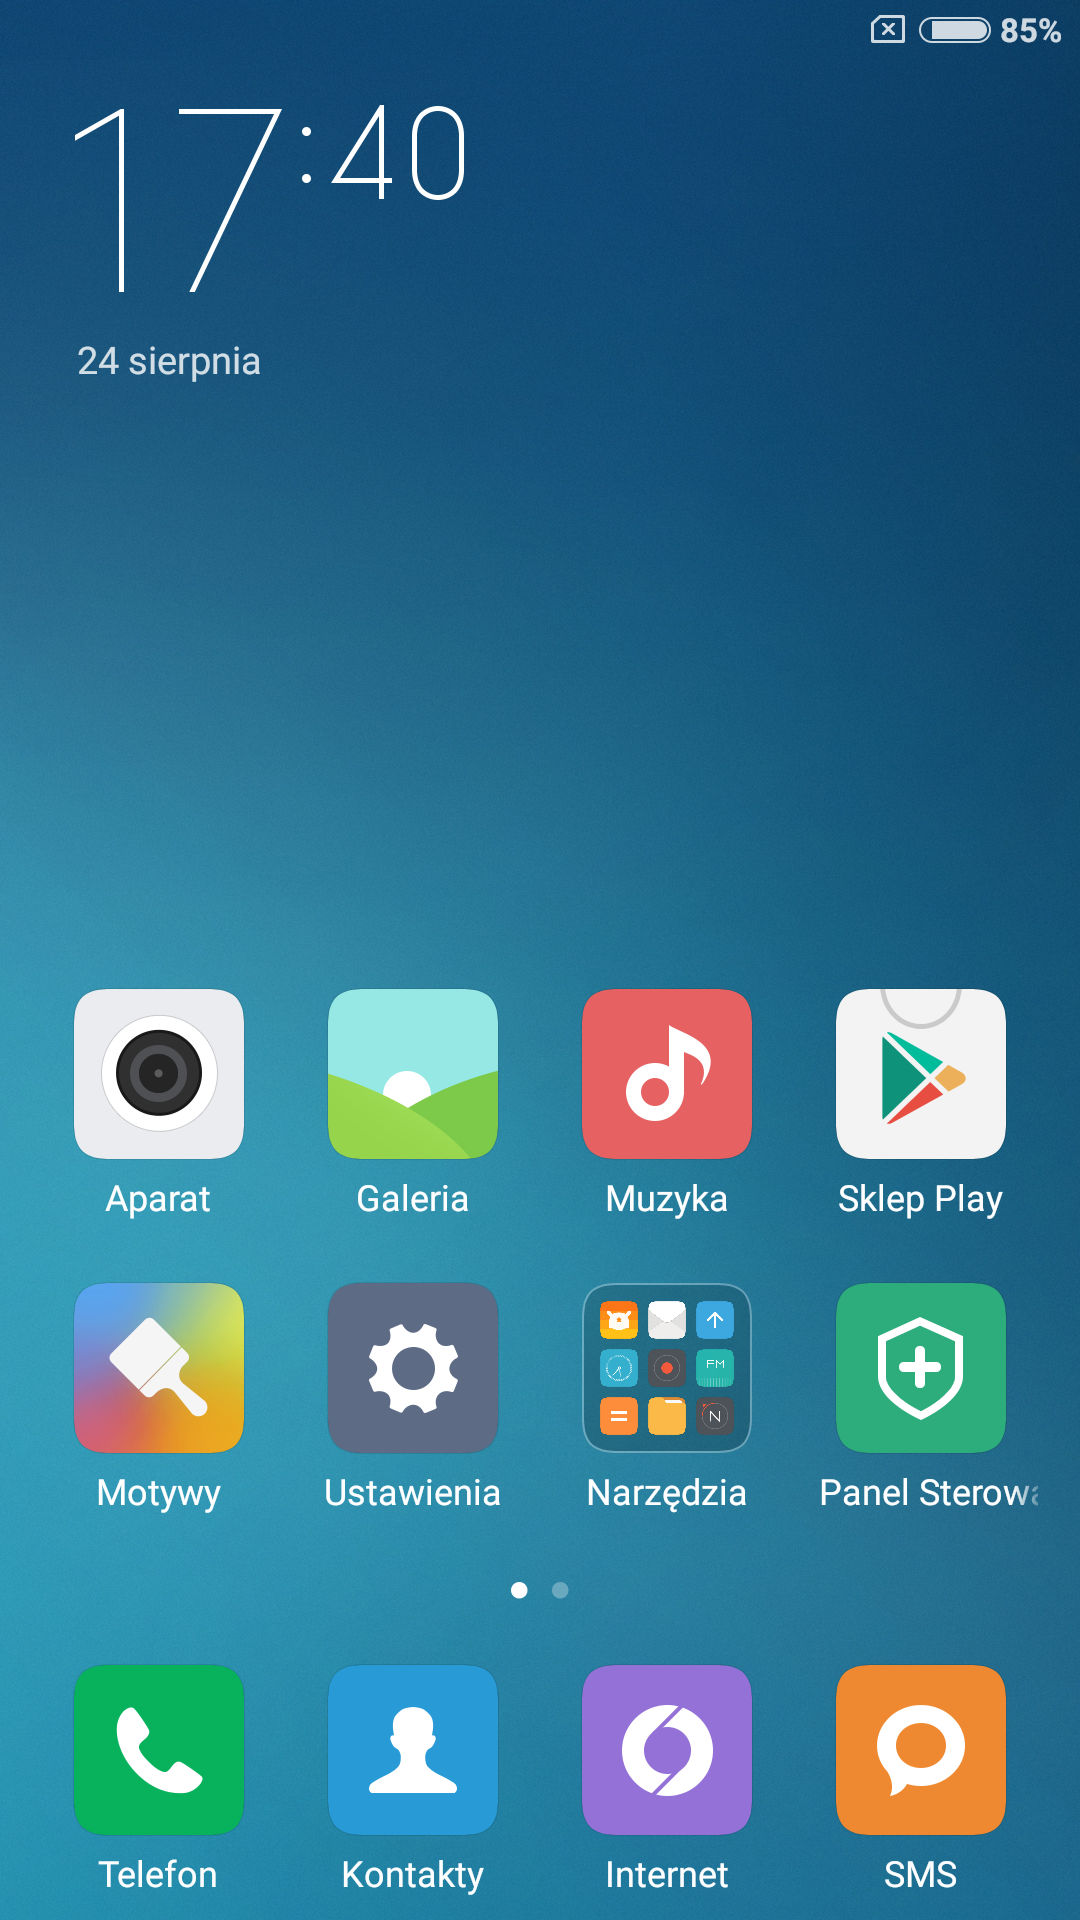 85%
17:40
24 sierpnia
Aparat
Galeria
Muzyka
Sklep Play
FM
N
Motywy
Ustawienia
Narzędzia
Panel Sterowa
Telefon
Kontakty
Internet
SMS